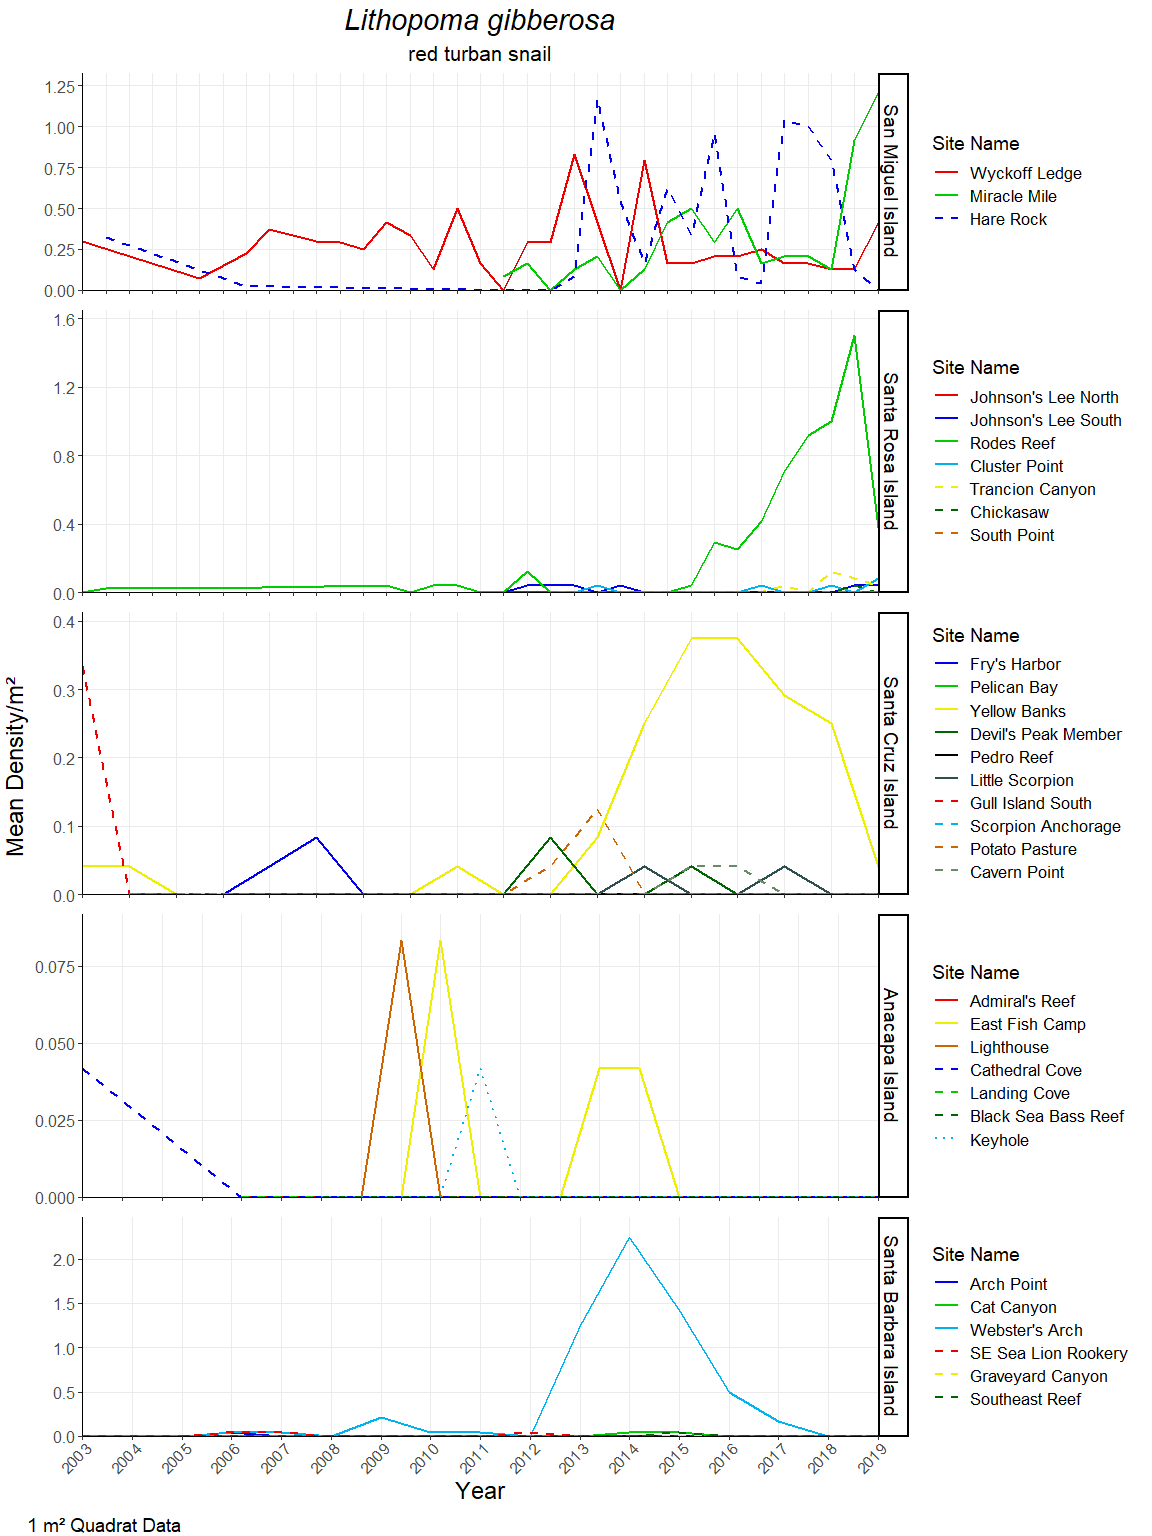 Lithopoma gibberosa
red turban snail
1.25
1.00
0.75
0.50
0.25
0.00
San Miguel Island
Site Name
Wyckoff Ledge
Miracle Mile
Hare Rock
1.6
1.2
0.8
0.4
0.0
Santa Rosa Island
Site Name
Johnson's Lee North
Johnson's Lee South
Rodes Reef
Cluster Point
Trancion Canyon
Chickasaw
South Point
Mean Density/m²
0.4
0.3
0.2
0.1
0.0
Santa Cruz Island
Site Name
Fry's Harbor
Pelican Bay
Yellow Banks
Devil's Peak Member
Pedro Reef
Little Scorpion
Gull Island South
Scorpion Anchorage
Potato Pasture
Cavern Point
0.075
0.050
0.025
0.000
Anacapa Island
Site Name
Admiral's Reef
East Fish Camp
Lighthouse
Cathedral Cove
Landing Cove
Black Sea Bass Reef
Keyhole
2.0
1.5
1.0
0.5
0.0
Santa Barbara Island
Site Name
Arch Point
Cat Canyon
Webster's Arch
SE Sea Lion Rookery
Graveyard Canyon
Southeast Reef
2003 2004 2005 2006 2007 2008 2009 2010 2011 2012 2013 2014 2015 2016 2017 2018 2019
Year
1 m² Quadrat Data